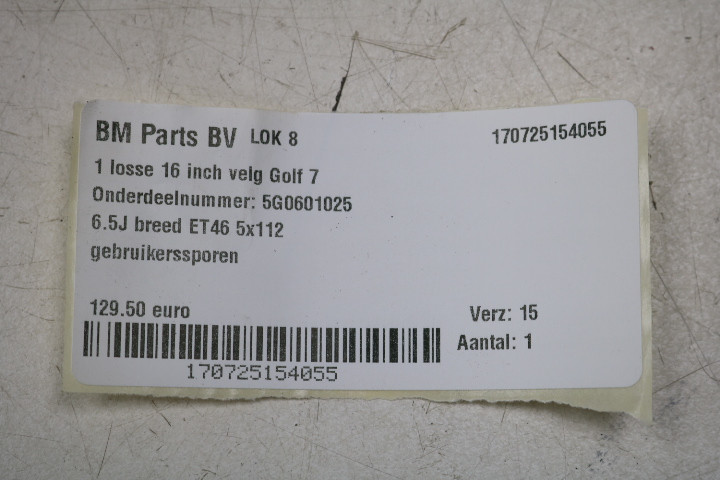 BM Parts BV LOK 8 170725154055
1 losse 16 inch velg Golf 7
Onderdeelnummer: 5G0601025
6.5J breed ET46 5x112
gebruikerssporen
129.50 euro Verz: 15
Aantal: 1
170725154055